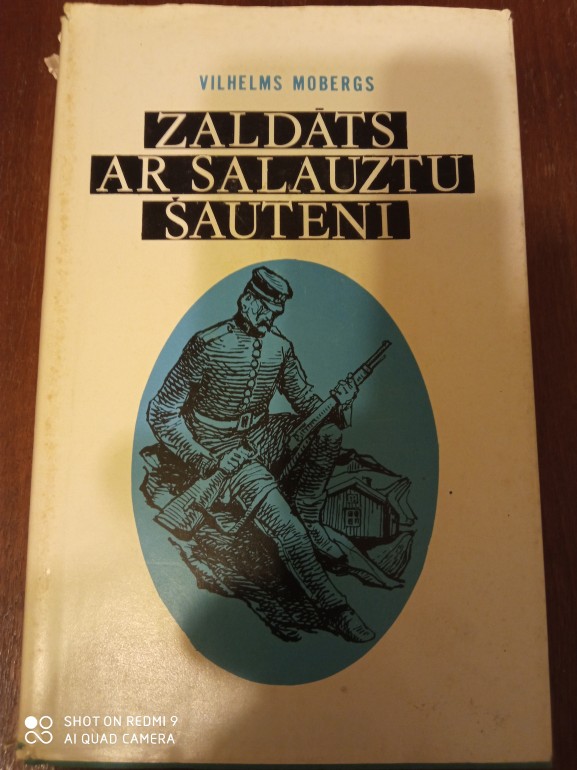 VILHELMS MOBERGS
ZALDĀTS
AR SALAUZTU
ŠAUTENI
SHOT ON REDMI 9
AI QUAD CAMERA